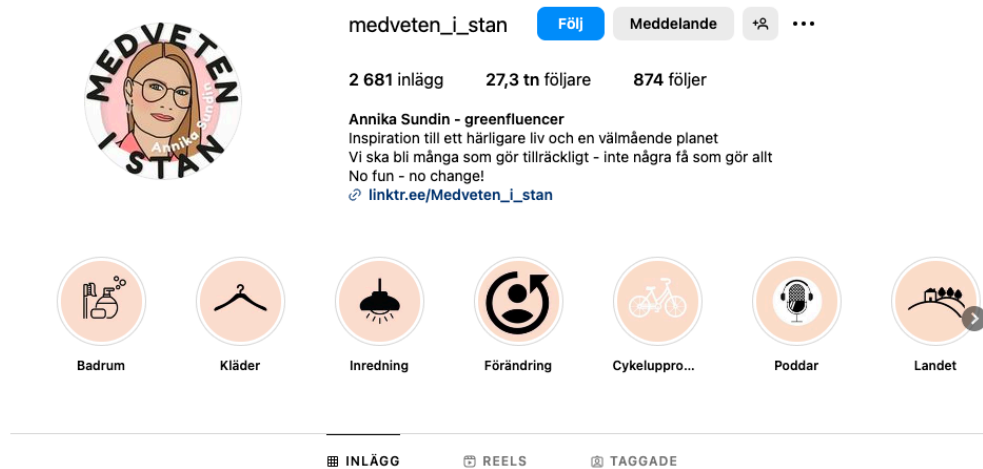 MEDVETEN
I STAN
Annika Sundin
medveten_i_stan Följ Meddelande
2 681 inlägg 27,3 tn följare 874 följer
Annika Sundin - greenfluencer
Inspiration till ett härligare liv och en välmående planet
Vi ska bli många som gör tillräckligt - inte några få som gör allt
No fun - no change!
linktr.ee/Medveten_i_stan
Badrum Kläder Inredning Förändring Cykeluppro... Poddar Landet
INLÄGG REELS TAGGADE